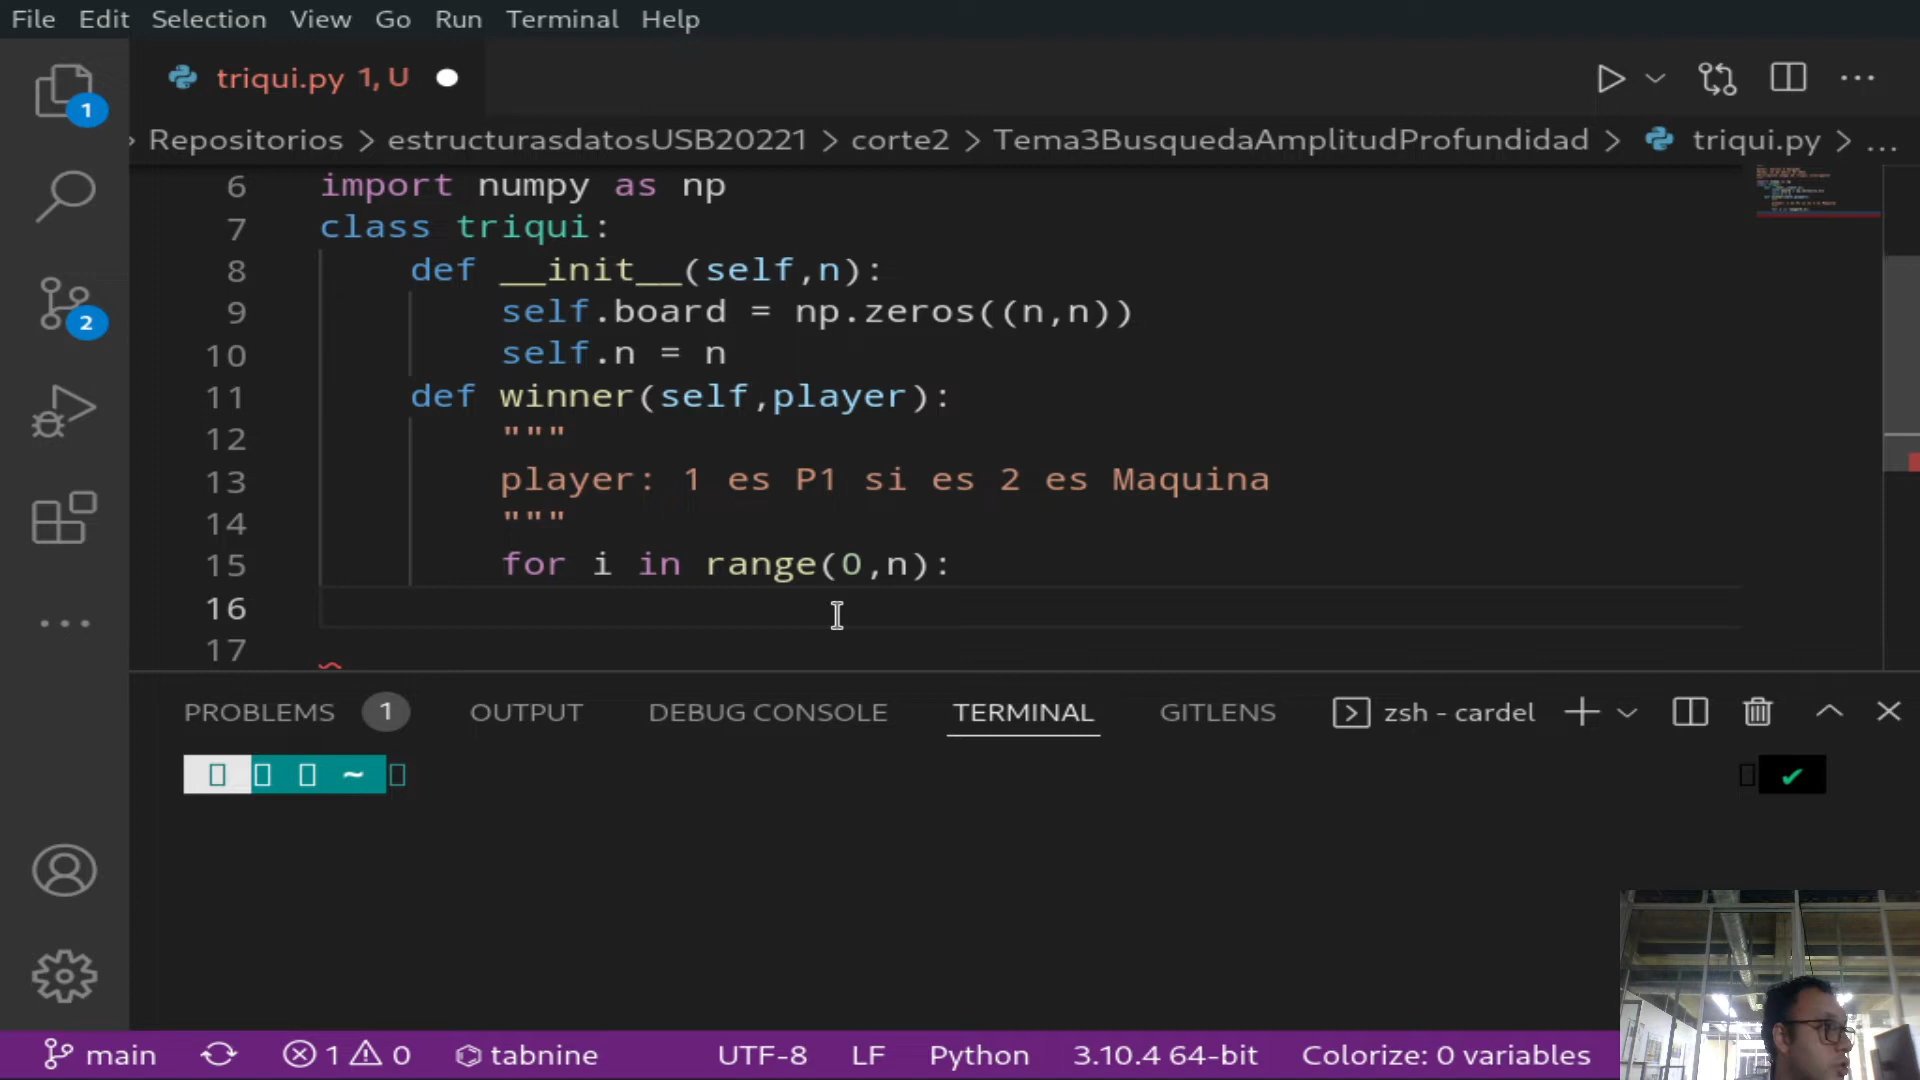 File Edit Selection View Go Run Terminal Help
triqui.py 1, U
Repositorios > estructurasdatosUSB20221 > corte2 > Tema3BusquedaAmplitudProfundidad > triqui.py > ...
6 import numpy as np
7 class triqui:
8 def __init__(self,n):
9 self.board = np.zeros((n,n))
10 self.n = n
11 def winner(self,player):
12 """
13 player: 1 es P1 si es 2 es Maquina
14 """
15 for i in range(0,n):
16
17
1
2
PROBLEMS 1 OUTPUT DEBUG CONSOLE TERMINAL GITLENS zsh - cardel
~
main 1 0 tabnine UTF-8 LF Python 3.10.4 64-bit Colorize: 0 variables